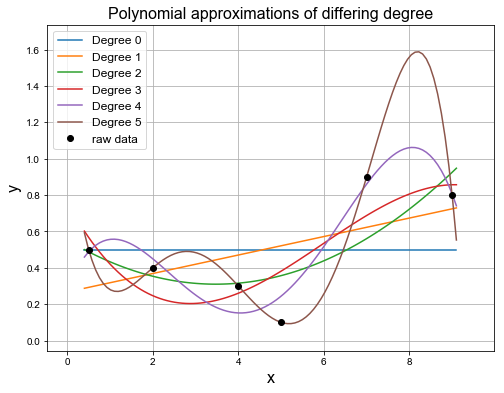 Polynomial approximations of differing degree
Degree 0
Degree 1
Degree 2
Degree 3
Degree 4
Degree 5
raw data
y
1.6
1.4
1.2
1.0
0.8
0.6
0.4
0.2
0.0
0 2 4 6 8
x